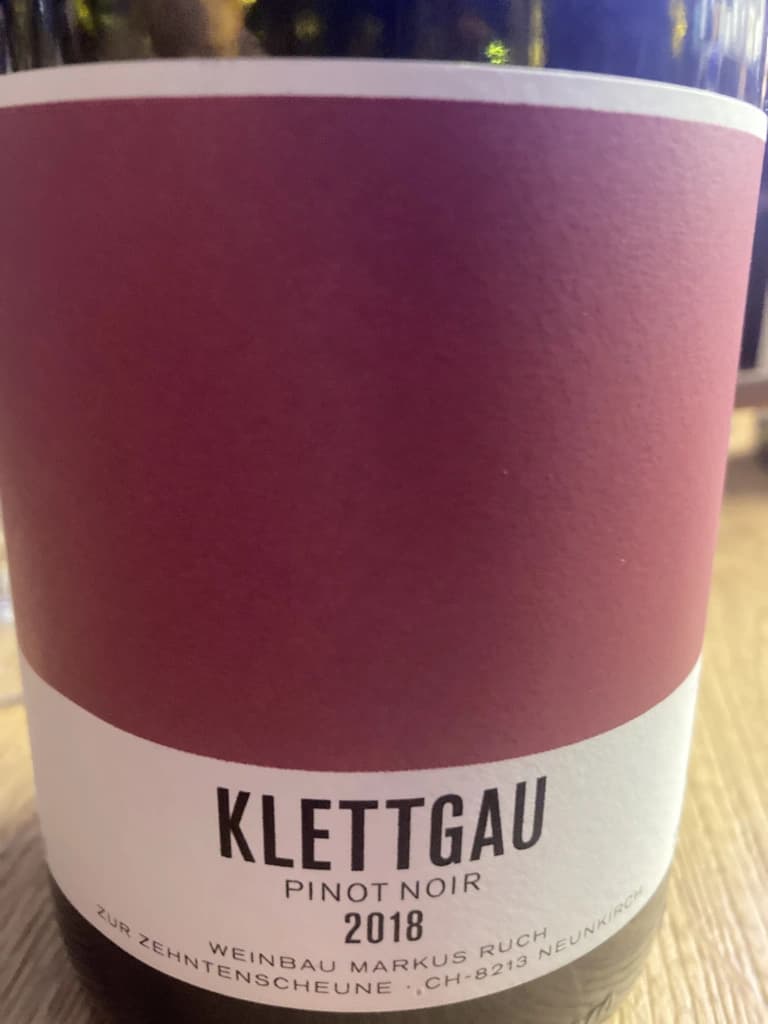 KLETTGAU
PINOT NOIR
2018
WEINBAU MARKUS RUCH
ZUR ZEHNTENSCHEUNE · CH-8213 NEUNKIRCH